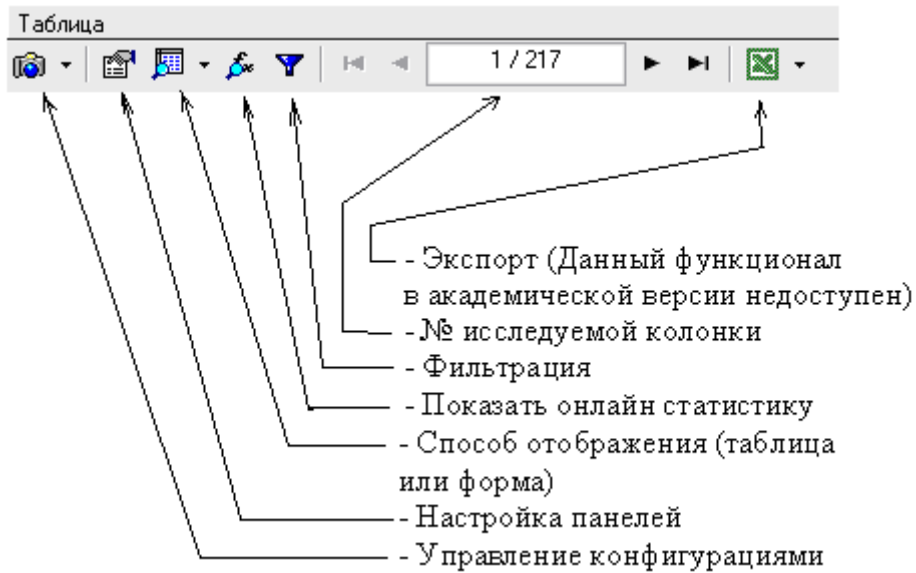 Таблица
1 / 217
- Экспорт (Данный функционал
в академической версии недоступен)
- № исследуемой колонки
- Фильтрация
- Показать онлайн статистику
- Способ отображения (таблица
или форма)
- Настройка панелей
- Управление конфигурациями